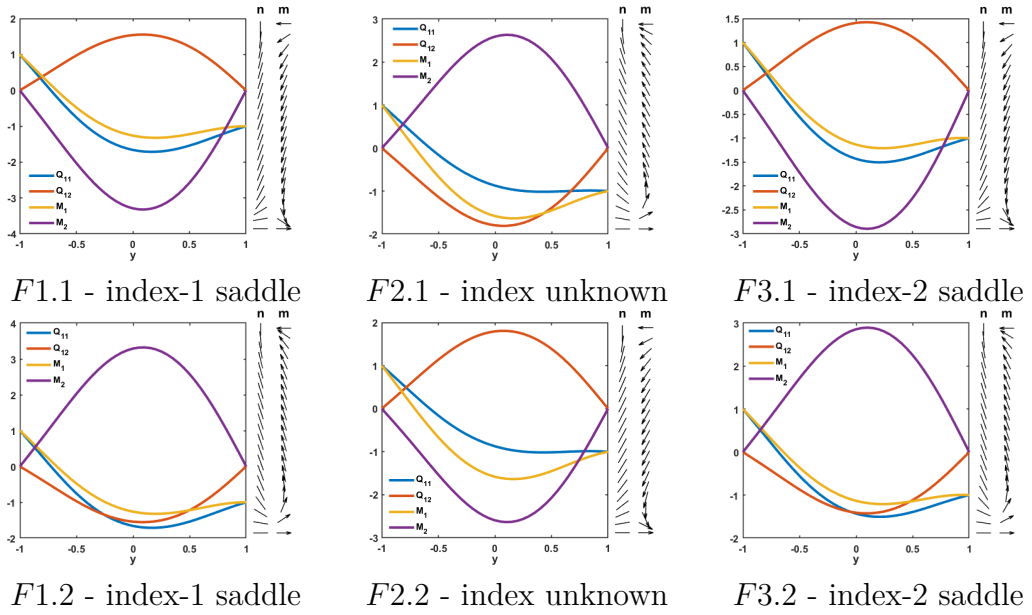 n m
2
1
0
-1
-2
-3
-4
Q11
Q12
M1
M2
-1 -0.5 0 0.5 1
y
F1.1 - index-1 saddle
n m
3
2
1
0
-1
-2
Q11
Q12
M1
M2
-1 -0.5 0 0.5 1
y
F2.1 - index unknown
n m
1.5
1
0.5
0
-0.5
-1
-1.5
-2
-2.5
-3
Q11
Q12
M1
M2
-1 -0.5 0 0.5 1
y
F3.1 - index-2 saddle
n m
4
3
2
1
0
-1
-2
Q11
Q12
M1
M2
-1 -0.5 0 0.5 1
y
F1.2 - index-1 saddle
n m
2
1
0
-1
-2
-3
Q11
Q12
M1
M2
-1 -0.5 0 0.5 1
y
F2.2 - index unknown
n m
3
2
1
0
-1
-2
Q11
Q12
M1
M2
-1 -0.5 0 0.5 1
y
F3.2 - index-2 saddle